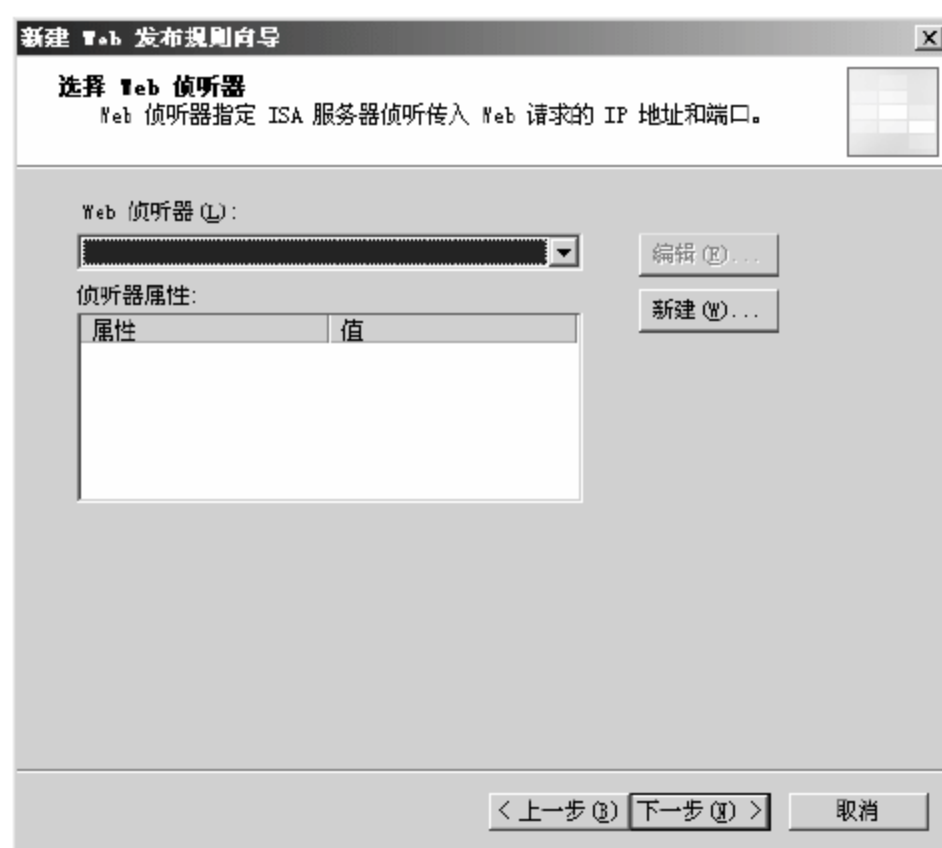 新建 Web 发布规则向导
选择 Web 侦听器
Web 侦听器指定 ISA 服务器侦听传入 Web 请求的 IP 地址和端口。
Web 侦听器(L):
编辑(E)...
侦听器属性:
新建(W)...
属性 值
< 上一步(B) 下一步(N) > 取消